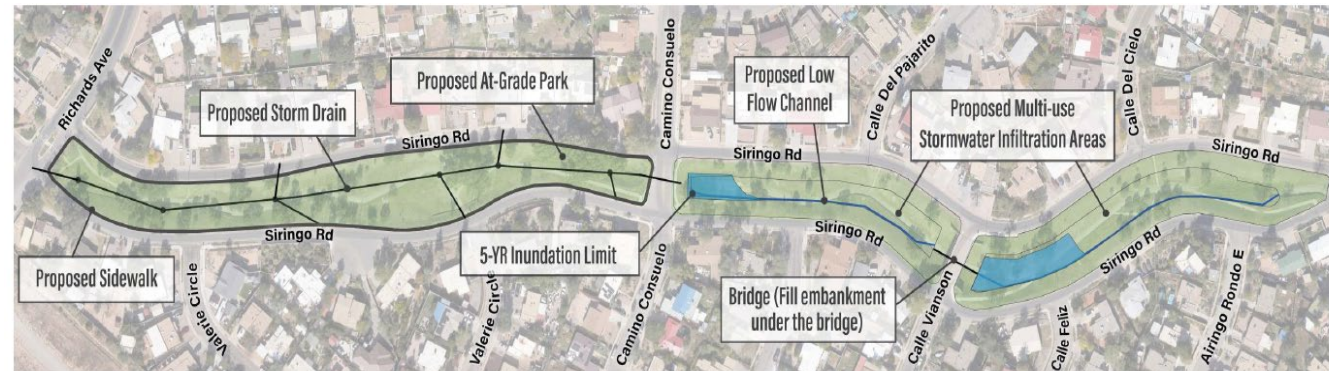 Richards Ave
Proposed Storm Drain
Proposed At-Grade Park
Siringo Rd
Camino Consuelo
Proposed Low
Flow Channel
Siringo Rd
Calle Del Pajarito
Proposed Multi-use
Stormwater Infiltration Areas
Calle Del Cielo
Siringo Rd
Proposed Sidewalk
Valerie Circle
Siringo Rd
Valerie Circle
5-YR Inundation Limit
Camino Consuelo
Siringo Rd
Bridge (Fill embankment
under the bridge)
Calle Vianson
Calle Feliz
Siringo Rd
Airingo Rondo E